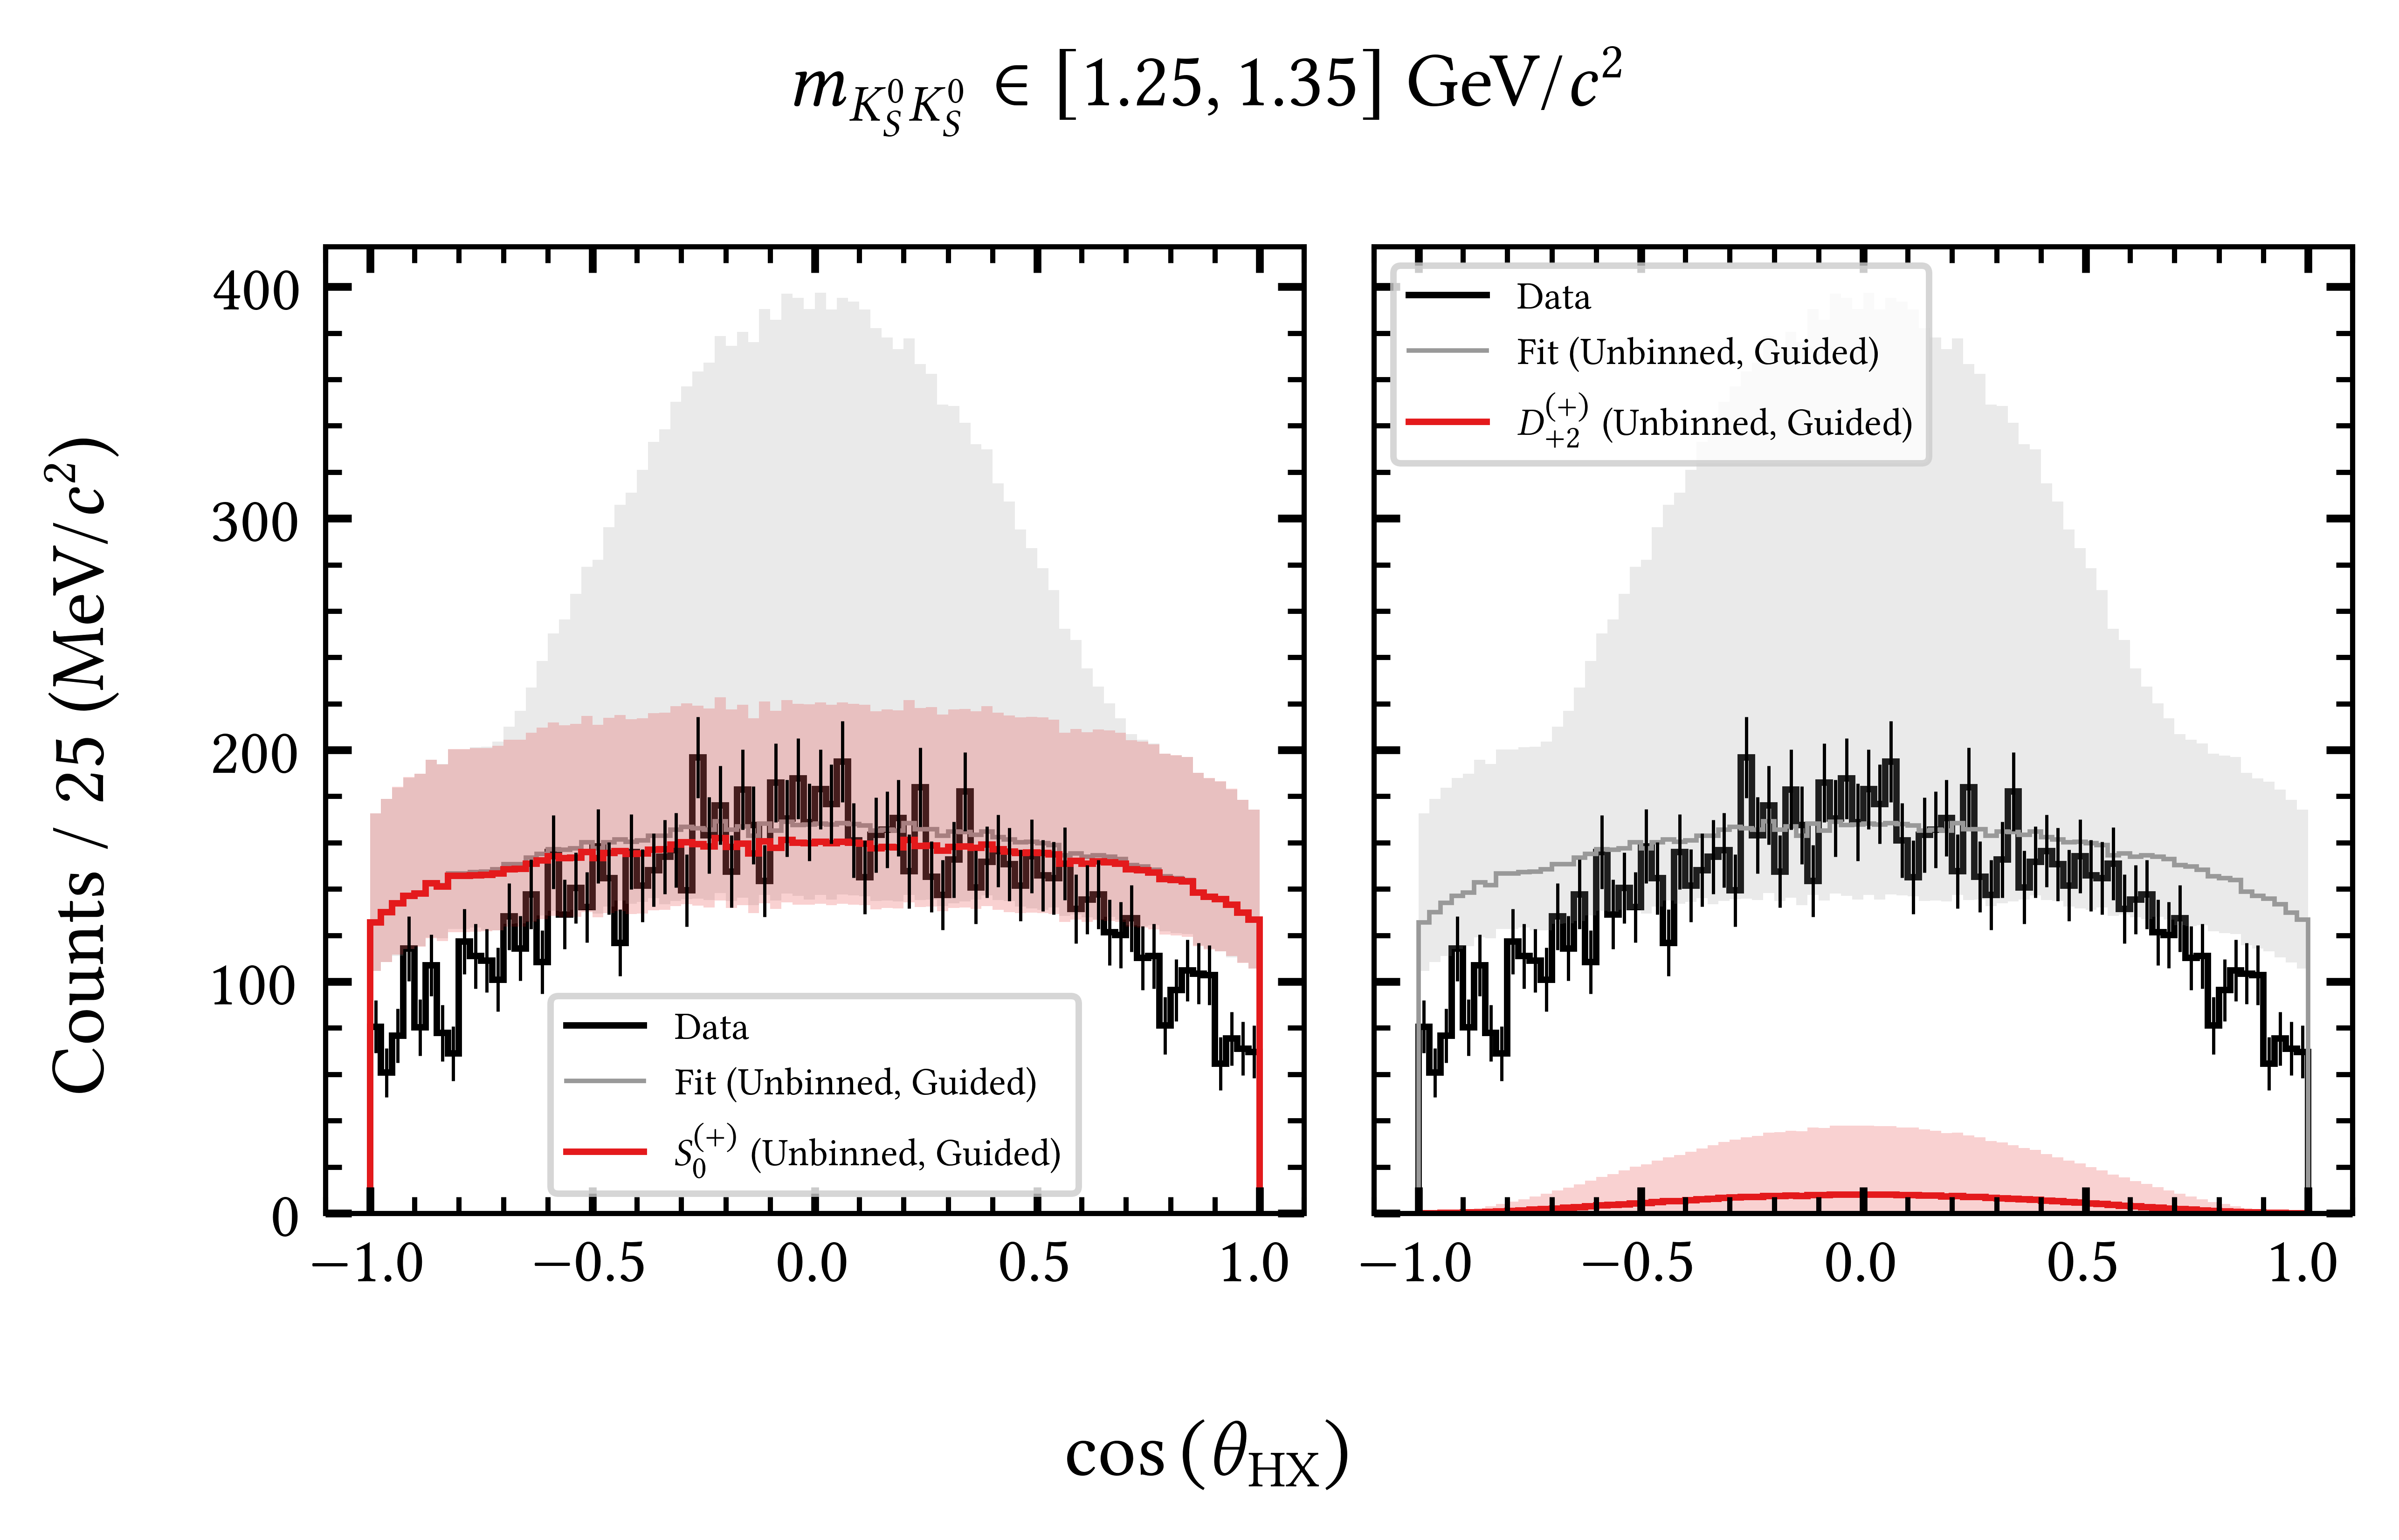 m_{K_S^0 K_S^0} ∈ [1.25, 1.35] GeV/c²
Counts / 25 (MeV/c²)
400
300
200
100
0
Data
Fit (Unbinned, Guided)
S_0^{(+)} (Unbinned, Guided)
−1.0 −0.5 0.0 0.5 1.0
Data
Fit (Unbinned, Guided)
D_{+2}^{(+)} (Unbinned, Guided)
−1.0 −0.5 0.0 0.5 1.0
cos (θ_{HX})